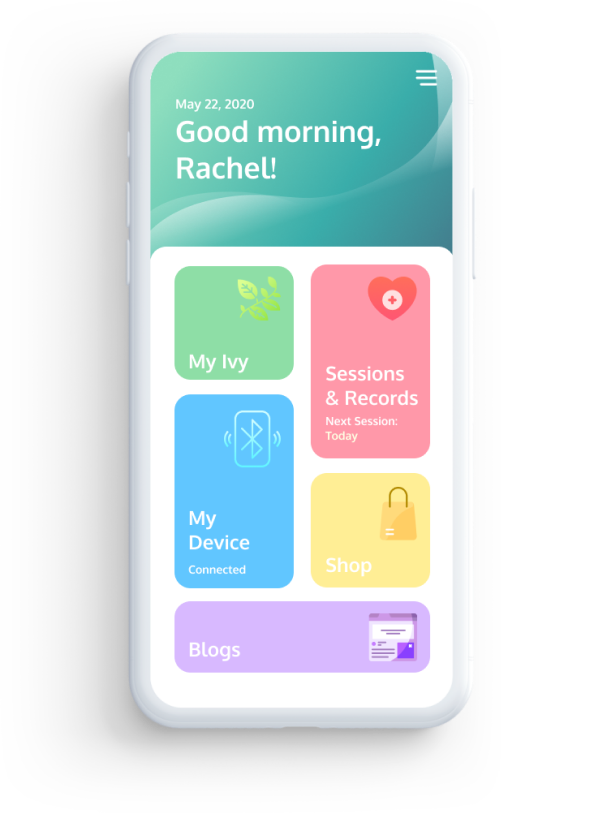 May 22, 2020
Good morning,
Rachel!
My Ivy
Sessions
& Records
Next Session:
Today
My
Device
Connected
Shop
Blogs